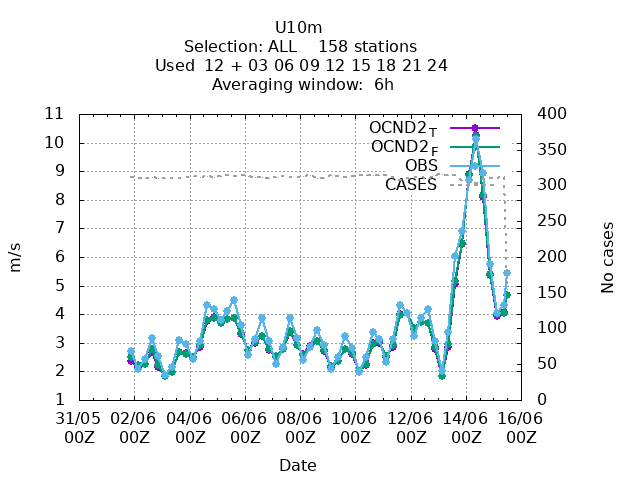 U10m
Selection: ALL    158 stations
Used  12 + 03 06 09 12 15 18 21 24
Averaging window:  6h
11
10
9
8
7
6
5
4
3
2
1
m/s
400
350
300
250
200
150
100
50
0
No cases
OCND2T
OCND2F
OBS
CASES
31/05 02/06 04/06 06/06 08/06 10/06 12/06 14/06 16/06
00Z 00Z 00Z 00Z 00Z 00Z 00Z 00Z 00Z
Date